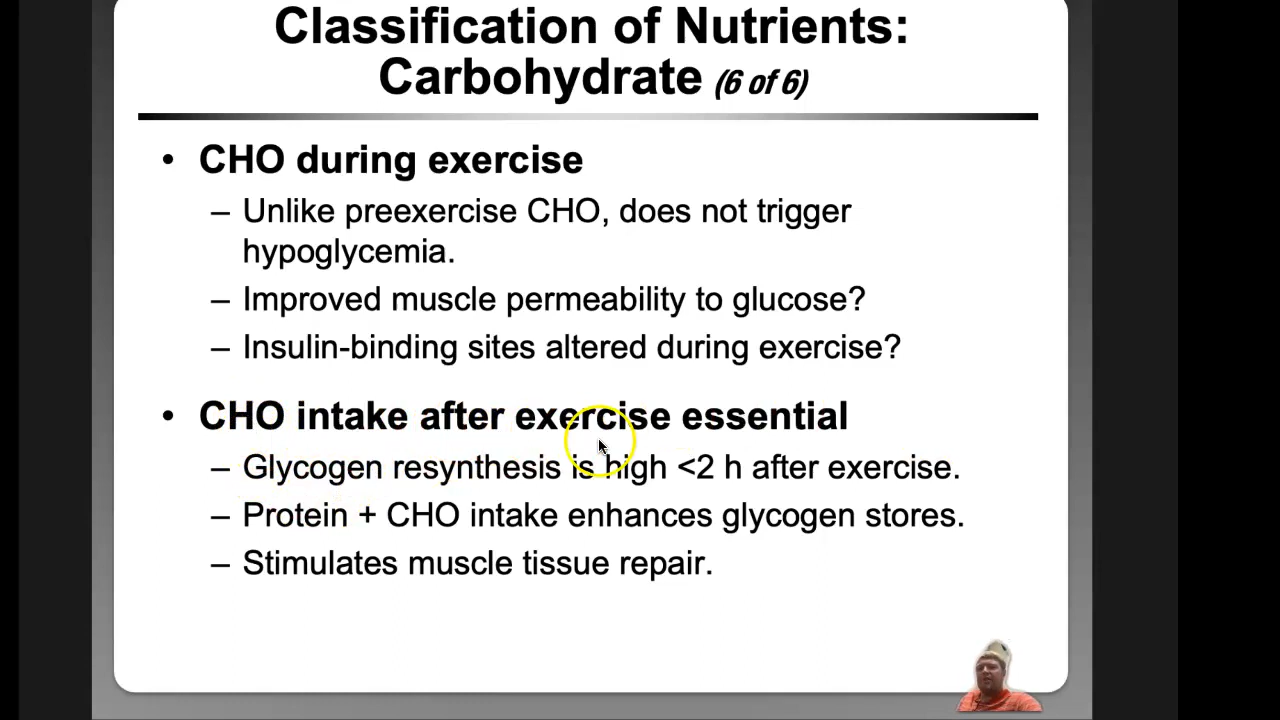 Classification of Nutrients:
Carbohydrate (6 of 6)
• CHO during exercise
– Unlike preexercise CHO, does not trigger
hypoglycemia.
– Improved muscle permeability to glucose?
– Insulin-binding sites altered during exercise?
• CHO intake after exercise essential
– Glycogen resynthesis is high <2 h after exercise.
– Protein + CHO intake enhances glycogen stores.
– Stimulates muscle tissue repair.